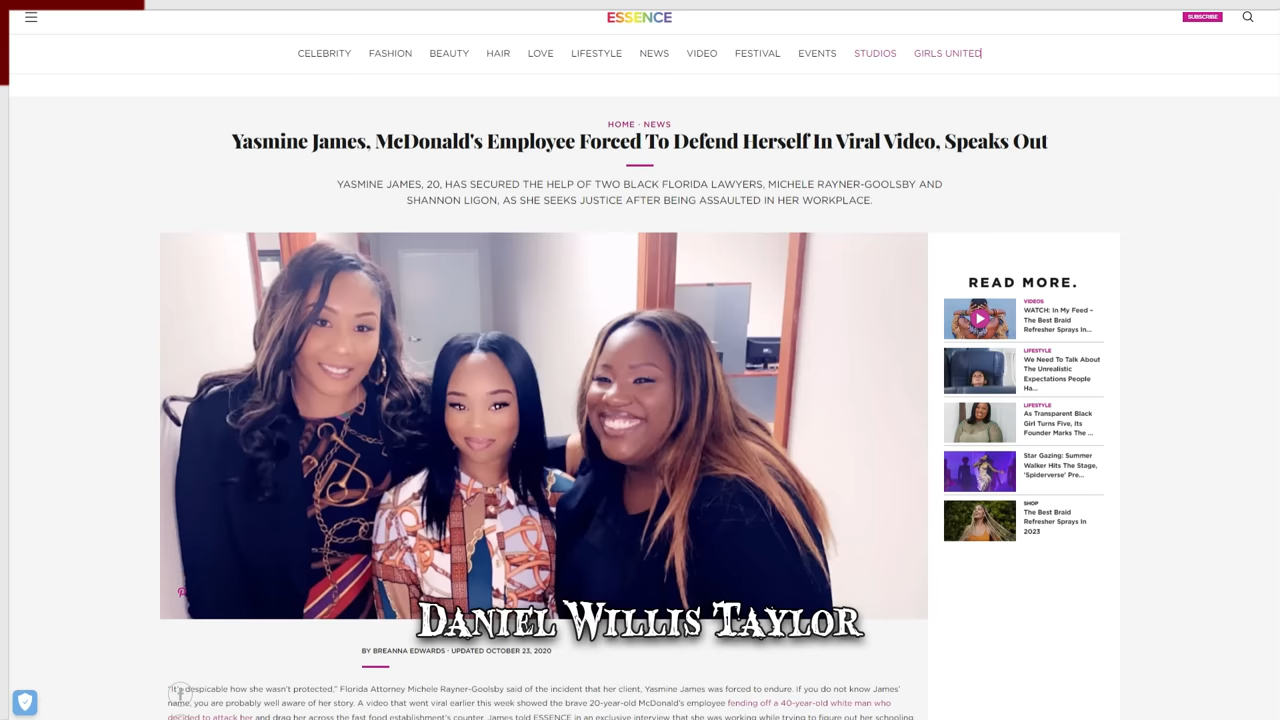 ESSENCE
SUBSCRIBE
CELEBRITY FASHION BEAUTY HAIR LOVE LIFESTYLE NEWS VIDEO FESTIVAL EVENTS STUDIOS GIRLS UNITED
HOME · NEWS
Yasmine James, McDonald's Employee Forced To Defend Herself In Viral Video, Speaks Out
YASMINE JAMES, 20, HAS SECURED THE HELP OF TWO BLACK FLORIDA LAWYERS, MICHELE RAYNER-GOOLSBY AND
SHANNON LIGON, AS SHE SEEKS JUSTICE AFTER BEING ASSAULTED IN HER WORKPLACE.
READ MORE.
VIDEOS
WATCH: In My Feed –
The Best Braid
Refresher Sprays In...
LIFESTYLE
We Need To Talk About
The Unrealistic
Expectations People
Ha...
LIFESTYLE
As Transparent Black
Girl Turns Five, Its
Founder Marks The ...
Star Gazing: Summer
Walker Hits The Stage,
'Spiderverse' Pre...
SHOP
The Best Braid
Refresher Sprays In
2023
DANIEL WILLIS TAYLOR
BY BREANNA EDWARDS · UPDATED OCTOBER 23, 2020
"It's despicable how she wasn't protected," Florida Attorney Michele Rayner-Goolsby said of the incident that her client, Yasmine James was forced to endure. If you do not know James'
name, you are probably well aware of her story. A video that went viral earlier this week showed the brave 20-year-old McDonald's employee fending off a 40-year-old white man who
decided to attack her and drag her across the fast food establishment's counter. James told ESSENCE in an exclusive interview that she was working while trying to figure out her schooling